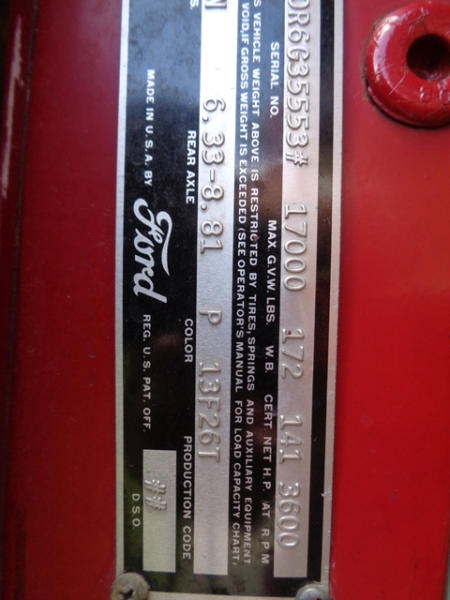 0R6G35553* 17000 172 141 3600
SERIAL NO. MAX. G.V.W. LBS. W.B. CERT. NET H.P. AT RPM
VEHICLE WEIGHT ABOVE IS RESTRICTED BY TIRES, SPRINGS AND AUXILIARY EQUIPMENT
VOID, IF GROSS WEIGHT IS EXCEEDED (SEE OPERATOR'S MANUAL FOR LOAD CAPACITY CHART,
N 6.33-8.81 P 13F26T
REAR AXLE COLOR PRODUCTION CODE
MADE IN U.S.A. BY Ford REG. U.S. PAT. OFF. ##
D.S.O.